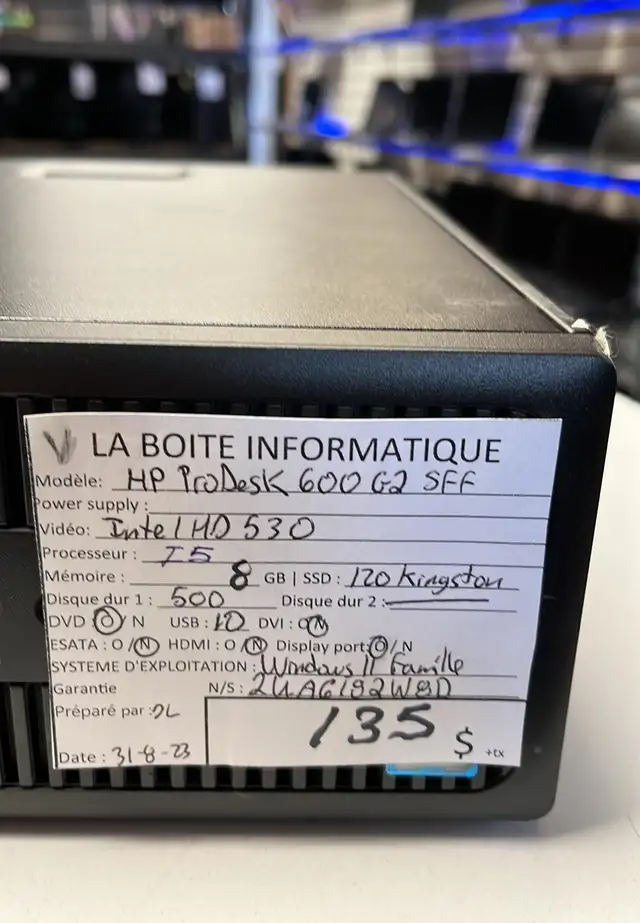 V LA BOITE INFORMATIQUE
Modèle: HP ProDesk 600 G2 SFF
Power supply :
Vidéo: Intel HD 530
Processeur : I5
Mémoire : 8 GB | SSD : 120 Kingston
Disque dur 1 : 500 Disque dur 2 :
DVD O / N USB : 10 DVI : O/N
ESATA : O / N HDMI : O / N Display port: O / N
SYSTEME D'EXPLOITATION : Windows 11 Famille
Garantie N/S : 2UA6192W8D
Préparé par : DL
135 $ +tx
Date : 31-8-23